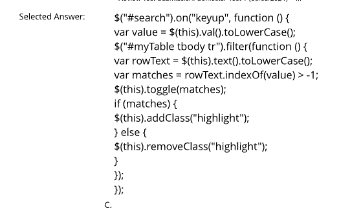 Selected Answer:
$("#search").on("keyup", function () {
var value = $(this).val().toLowerCase();
$("#myTable tbody tr").filter(function () {
var rowText = $(this).text().toLowerCase();
var matches = rowText.indexOf(value) > -1;
$(this).toggle(matches);
if (matches) {
$(this).addClass("highlight");
} else {
$(this).removeClass("highlight");
}
});
});
C.